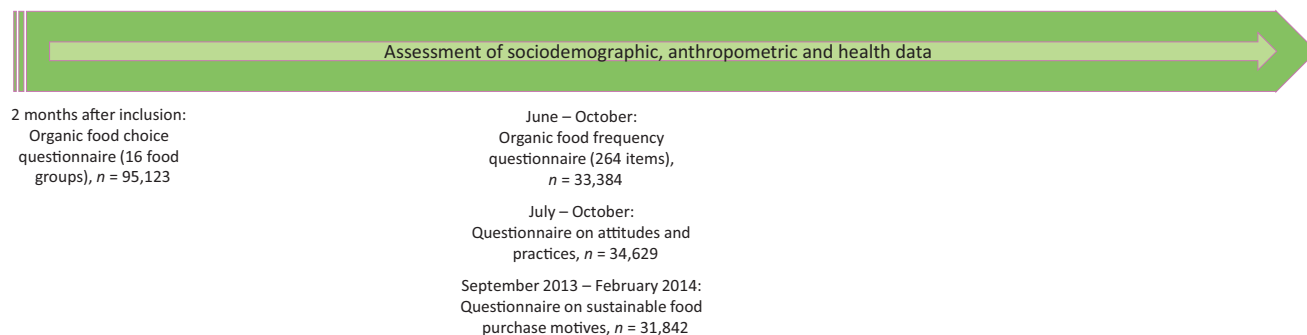 Assessment of sociodemographic, anthropometric and health data
2 months after inclusion:
Organic food choice
questionnaire (16 food
groups), n = 95,123
June – October:
Organic food frequency
questionnaire (264 items),
n = 33,384
July – October:
Questionnaire on attitudes and
practices, n = 34,629
September 2013 – February 2014:
Questionnaire on sustainable food
purchase motives, n = 31,842